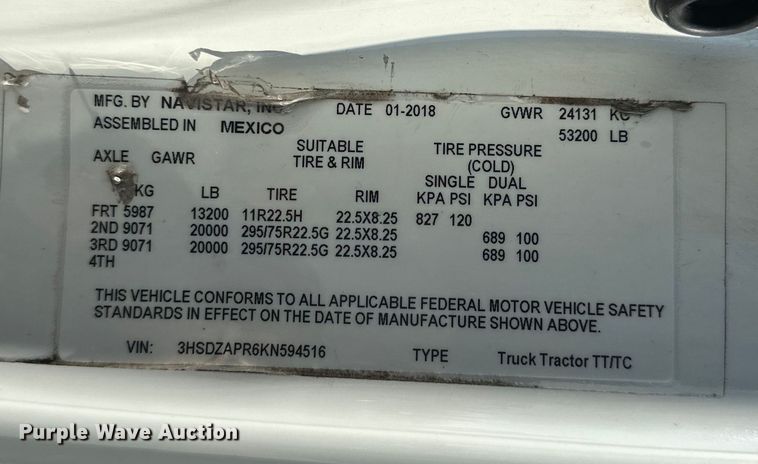 MFG. BY NAVISTAR, INC. DATE 01-2018 GVWR 24131 KG
ASSEMBLED IN MEXICO 53200 LB
SUITABLE TIRE PRESSURE
AXLE GAWR TIRE & RIM (COLD)
SINGLE DUAL
KG LB TIRE RIM KPA PSI KPA PSI
FRT 5987 13200 11R22.5H 22.5X8.25 827 120
2ND 9071 20000 295/75R22.5G 22.5X8.25 689 100
3RD 9071 20000 295/75R22.5G 22.5X8.25 689 100
4TH
THIS VEHICLE CONFORMS TO ALL APPLICABLE FEDERAL MOTOR VEHICLE SAFETY
STANDARDS IN EFFECT ON THE DATE OF MANUFACTURE SHOWN ABOVE.
VIN: 3HSDZAPR6KN594516 TYPE Truck Tractor TT/TC
Purple Wave Auction